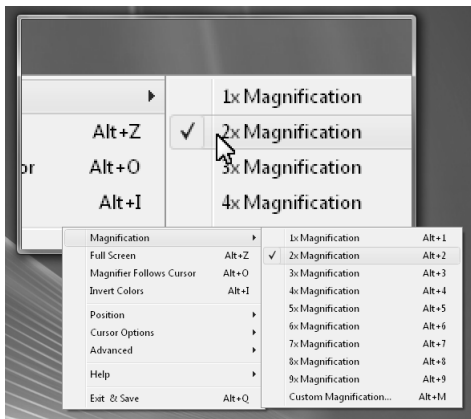 1x Magnification
Alt+Z ✓ 2x Magnification
or Alt+O 3x Magnification
Alt+I 4x Magnification
Magnification
Full Screen Alt+Z
Magnifier Follows Cursor Alt+O
Invert Colors Alt+I
Position
Cursor Options
Advanced
Help
Exit & Save Alt+Q
1x Magnification Alt+1
✓ 2x Magnification Alt+2
3x Magnification Alt+3
4x Magnification Alt+4
5x Magnification Alt+5
6x Magnification Alt+6
7x Magnification Alt+7
8x Magnification Alt+8
9x Magnification Alt+9
Custom Magnification... Alt+M